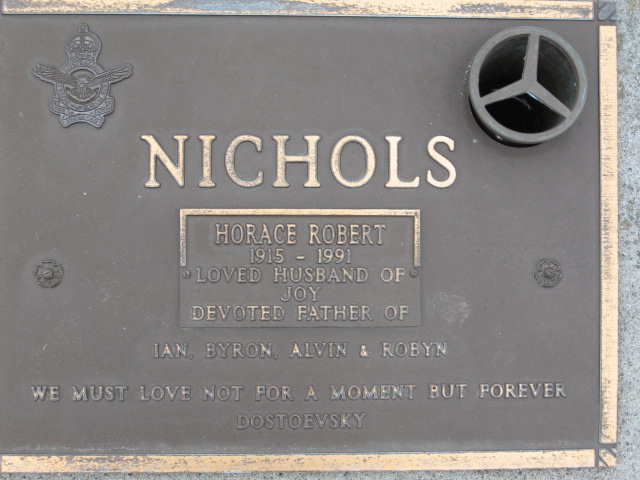 NICHOLS
HORACE ROBERT
1915 - 1991
LOVED HUSBAND OF
JOY
DEVOTED FATHER OF
IAN, BYRON, ALVIN & ROBYN
WE MUST LOVE NOT FOR A MOMENT BUT FOREVER
DOSTOEVSKY